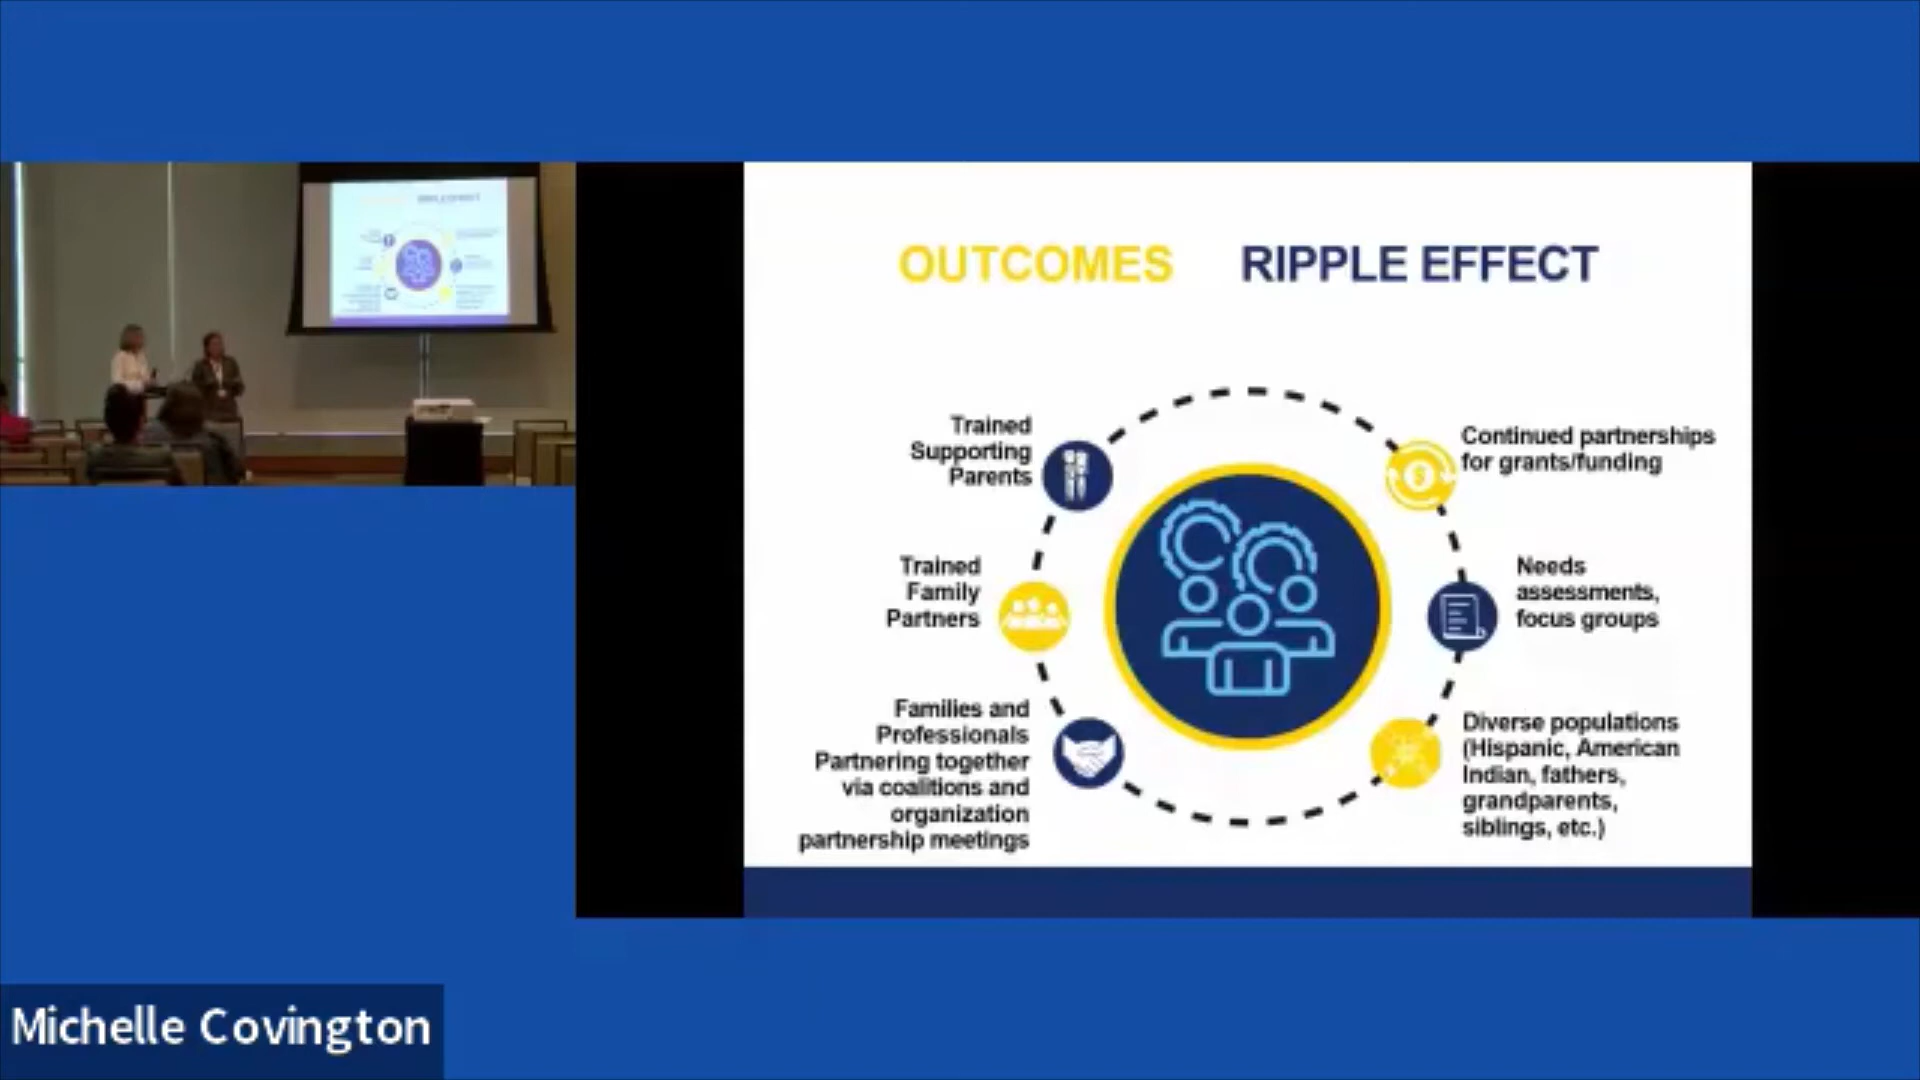 OUTCOMES RIPPLE EFFECT
Trained
Supporting
Parents
Trained
Family
Partners
Families and
Professionals
Partnering together
via coalitions and
organization
partnership meetings
Continued partnerships
for grants/funding
Needs
assessments,
focus groups
Diverse populations
(Hispanic, American
Indian, fathers,
grandparents,
siblings, etc.)
Michelle Covington